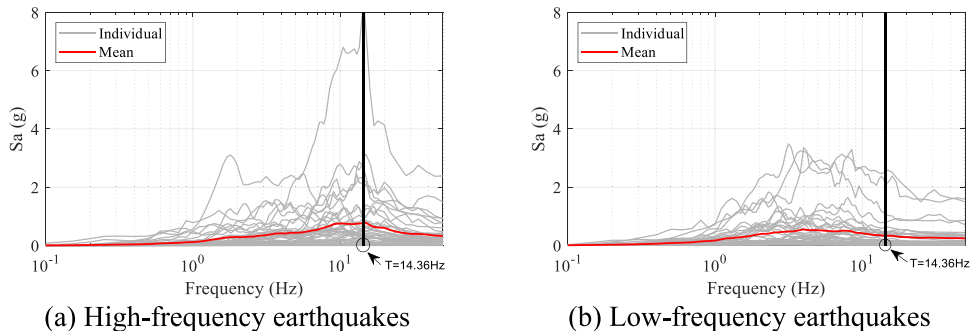 8
6
4
2
0
Sa (g)
Individual
Mean
10^-1
10^0
10^1
T=14.36Hz
Frequency (Hz)
(a) High-frequency earthquakes
8
6
4
2
0
Sa (g)
Individual
Mean
10^-1
10^0
10^1
T=14.36Hz
Frequency (Hz)
(b) Low-frequency earthquakes